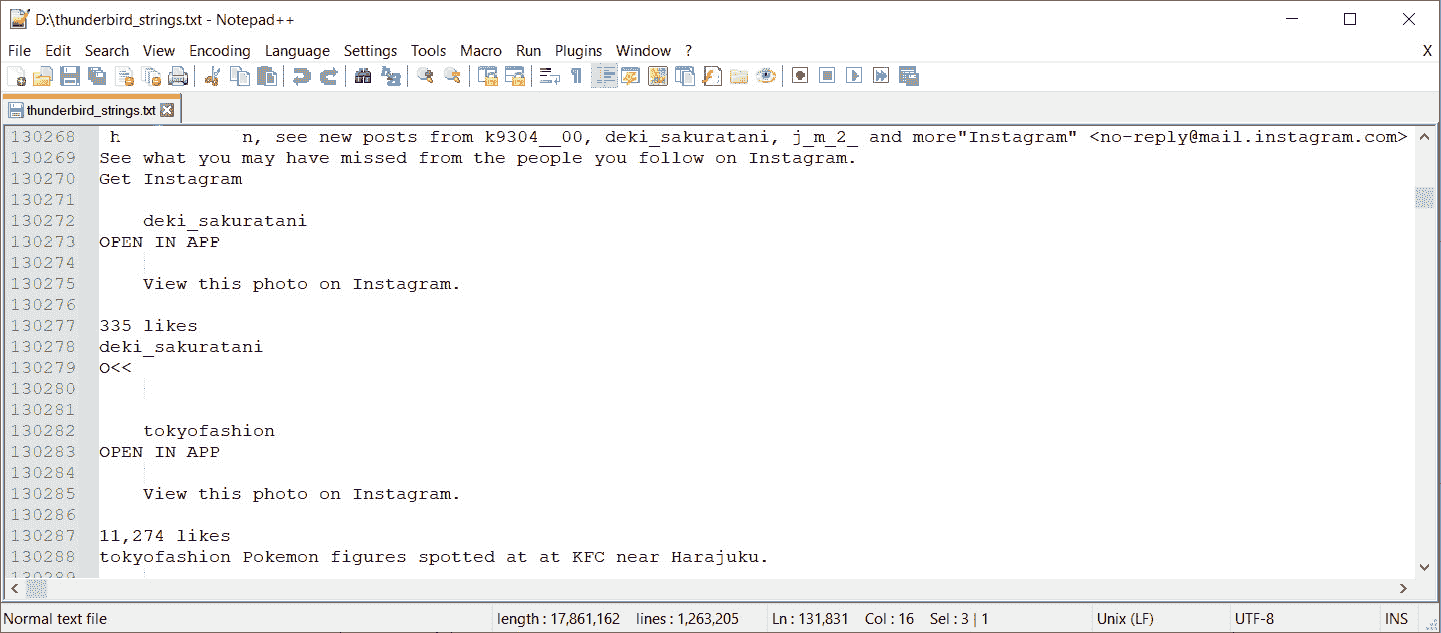 D:\thunderbird_strings.txt - Notepad++
File Edit Search View Encoding Language Settings Tools Macro Run Plugins Window ? X
thunderbird_strings.txt
130268 h n, see new posts from k9304__00, deki_sakuratani, j_m_2_ and more"Instagram" <no-reply@mail.instagram.com>
130269 See what you may have missed from the people you follow on Instagram.
130270 Get Instagram
130271
130272 deki_sakuratani
130273 OPEN IN APP
130274
130275 View this photo on Instagram.
130276
130277 335 likes
130278 deki_sakuratani
130279 O<<
130280
130281
130282 tokyofashion
130283 OPEN IN APP
130284
130285 View this photo on Instagram.
130286
130287 11,274 likes
130288 tokyofashion Pokemon figures spotted at at KFC near Harajuku.
130289
Normal text file length : 17,861,162 lines : 1,263,205 Ln : 131,831 Col : 16 Sel : 3 | 1 Unix (LF) UTF-8 INS